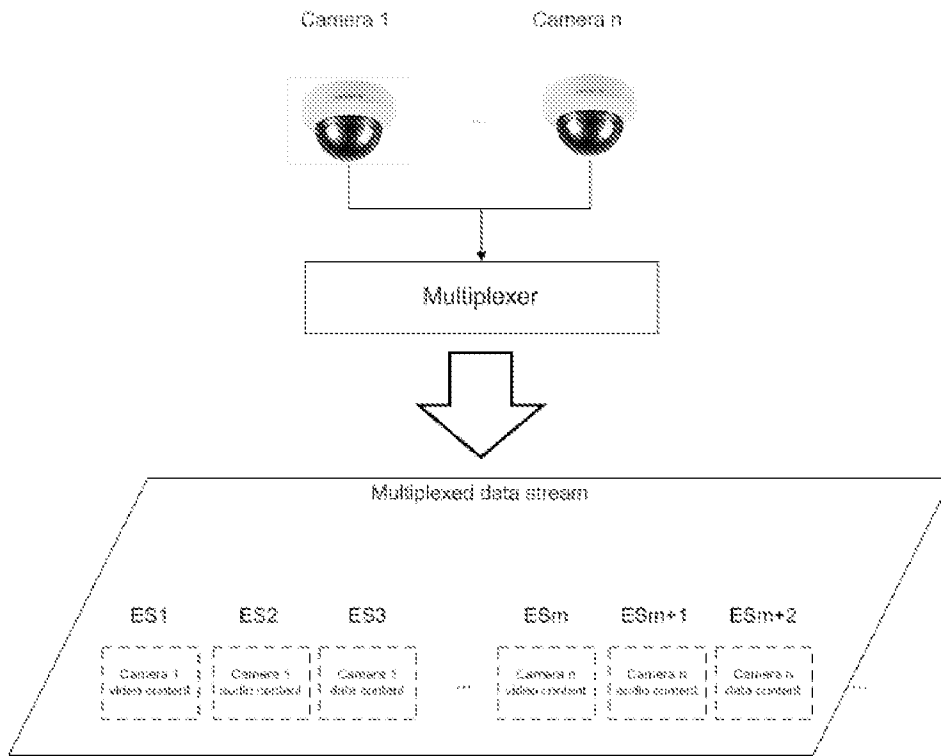 Camera 1 Camera n
...
Multiplexer
Multiplexed data stream
ES1 ES2 ES3 ESm ESm+1 ESm+2
Camera 1 Camera 1 Camera 1 ... Camera n Camera n Camera n ...
video content audio content data content video content audio content data content